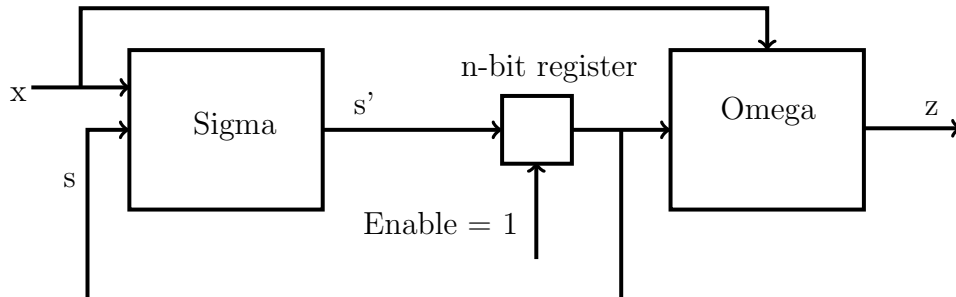 n-bit register
x
s'
Sigma
Omega
z
s
Enable = 1